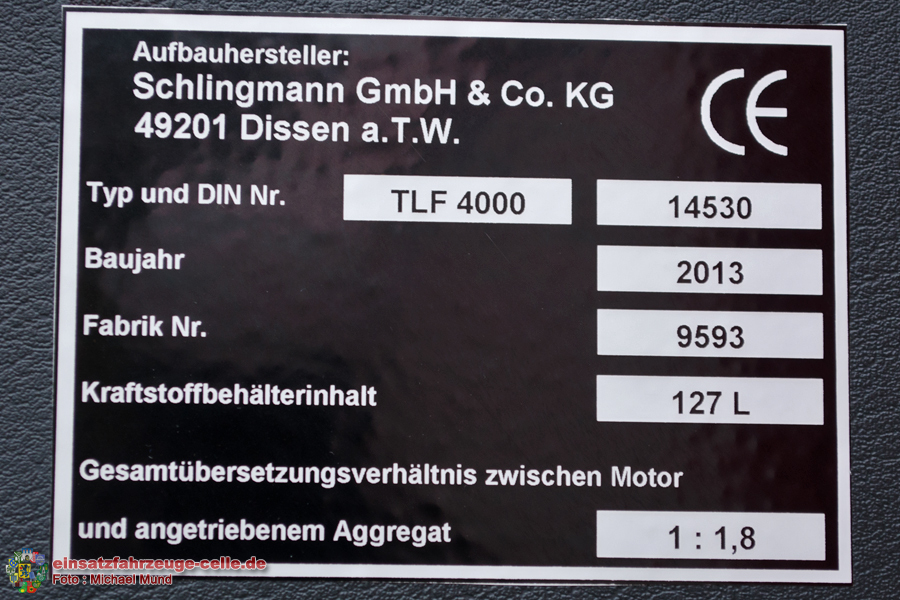 Aufbauhersteller:
Schlingmann GmbH & Co. KG
49201 Dissen a.T.W.
CE
Typ und DIN Nr. TLF 4000 14530
Baujahr 2013
Fabrik Nr. 9593
Kraftstoffbehälterinhalt 127 L
Gesamtübersetzungsverhältnis zwischen Motor
und angetriebenem Aggregat 1 : 1,8
einsatzfahrzeuge-celle.de
Foto : Michael Mund